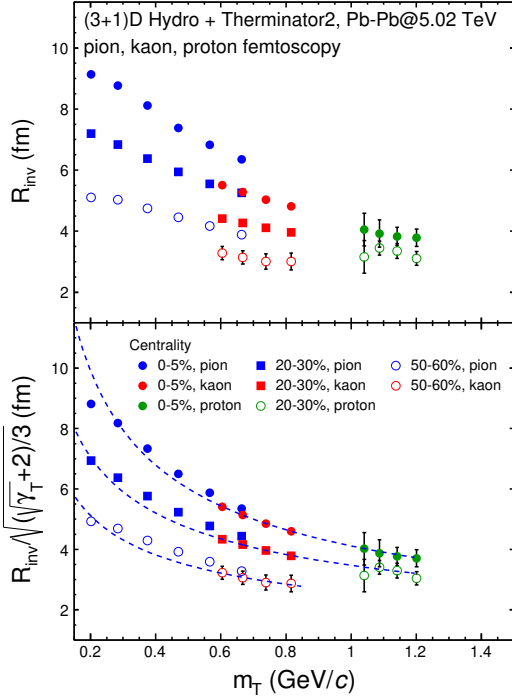 (3+1)D Hydro + Therminator2, Pb-Pb@5.02 TeV
pion, kaon, proton femtoscopy
10
8
6
4
2
R_inv (fm)
Centrality
0-5%, pion 20-30%, pion 50-60%, pion
0-5%, kaon 20-30%, kaon 50-60%, kaon
0-5%, proton 20-30%, proton
10
8
6
4
2
R_inv/√((√γ_T+2)/3) (fm)
0.2 0.4 0.6 0.8 1 1.2 1.4
m_T (GeV/c)